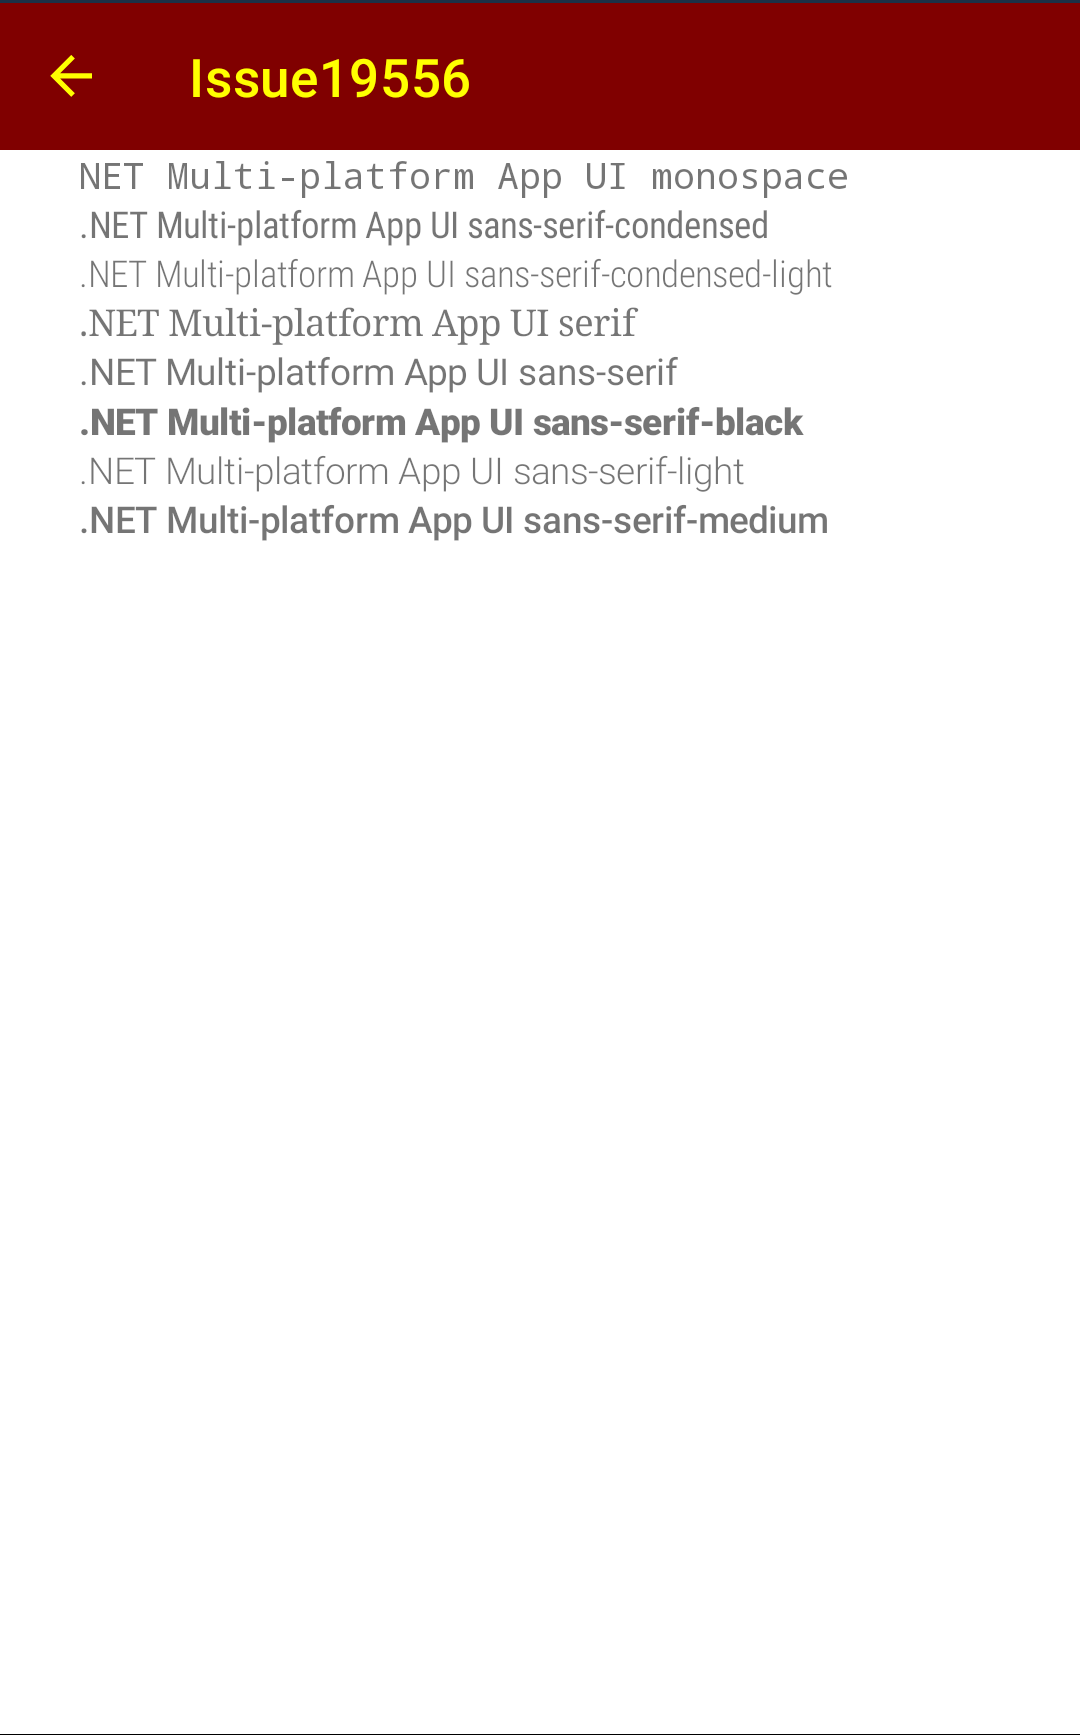 Issue19556
NET Multi-platform App UI monospace
.NET Multi-platform App UI sans-serif-condensed
.NET Multi-platform App UI sans-serif-condensed-light
.NET Multi-platform App UI serif
.NET Multi-platform App UI sans-serif
.NET Multi-platform App UI sans-serif-black
.NET Multi-platform App UI sans-serif-light
.NET Multi-platform App UI sans-serif-medium